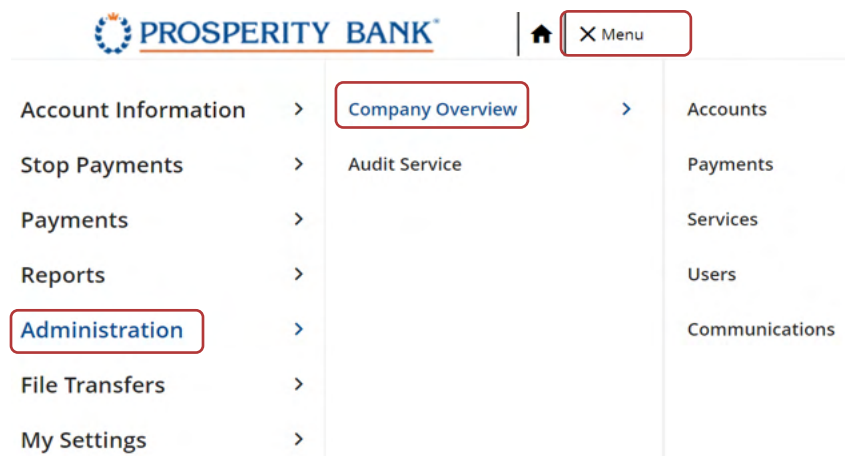 PROSPERITY BANK®
Menu
Account Information
Stop Payments
Payments
Reports
Administration
File Transfers
My Settings
Company Overview
Audit Service
Accounts
Payments
Services
Users
Communications